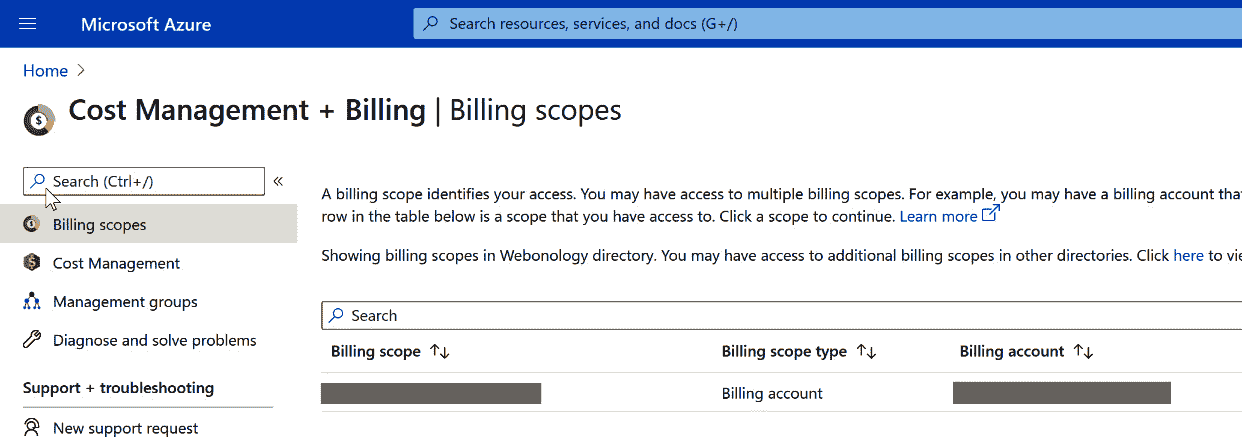 Microsoft Azure
Search resources, services, and docs (G+/)
Home
Cost Management + Billing | Billing scopes
Search (Ctrl+/)
«
Billing scopes
Cost Management
Management groups
Diagnose and solve problems
Support + troubleshooting
New support request
A billing scope identifies your access. You may have access to multiple billing scopes. For example, you may have a billing account tha
row in the table below is a scope that you have access to. Click a scope to continue. Learn more
Showing billing scopes in Webonology directory. You may have access to additional billing scopes in other directories. Click here to vi
Search
Billing scope ↑↓ Billing scope type ↑↓ Billing account ↑↓
Billing account